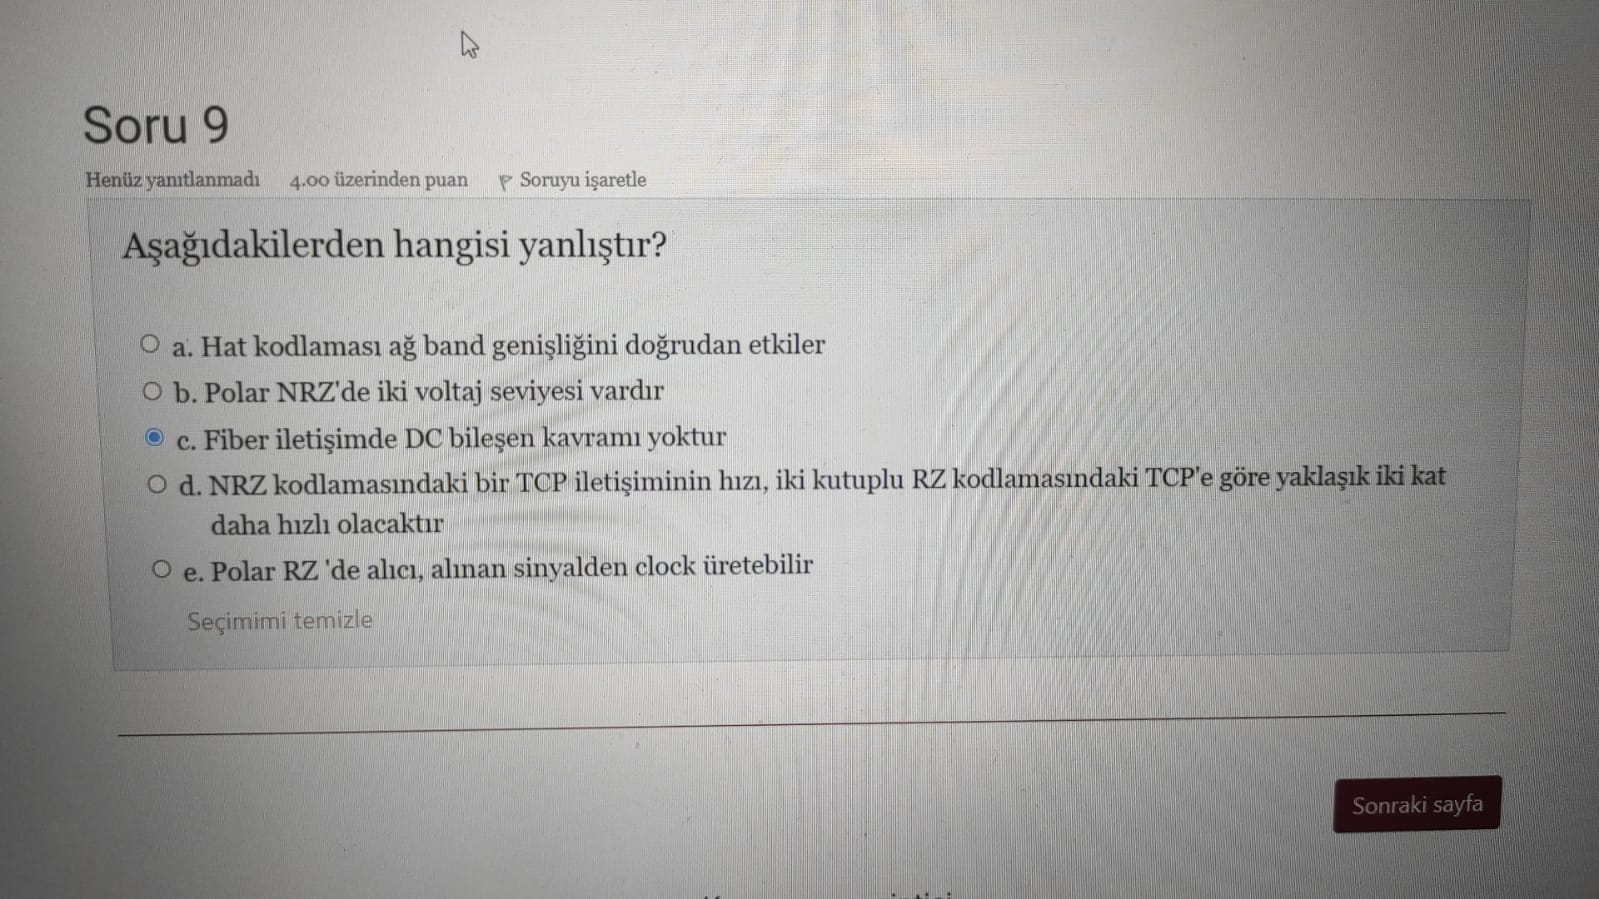 Soru 9
Henüz yanıtlanmadı 4.00 üzerinden puan Soruyu işaretle
Aşağıdakilerden hangisi yanlıştır?
a. Hat kodlaması ağ band genişliğini doğrudan etkiler
b. Polar NRZ'de iki voltaj seviyesi vardır
c. Fiber iletişimde DC bileşen kavramı yoktur
d. NRZ kodlamasındaki bir TCP iletişiminin hızı, iki kutuplu RZ kodlamasındaki TCP'e göre yaklaşık iki kat
daha hızlı olacaktır
e. Polar RZ 'de alıcı, alınan sinyalden clock üretebilir
Seçimimi temizle
Sonraki sayfa